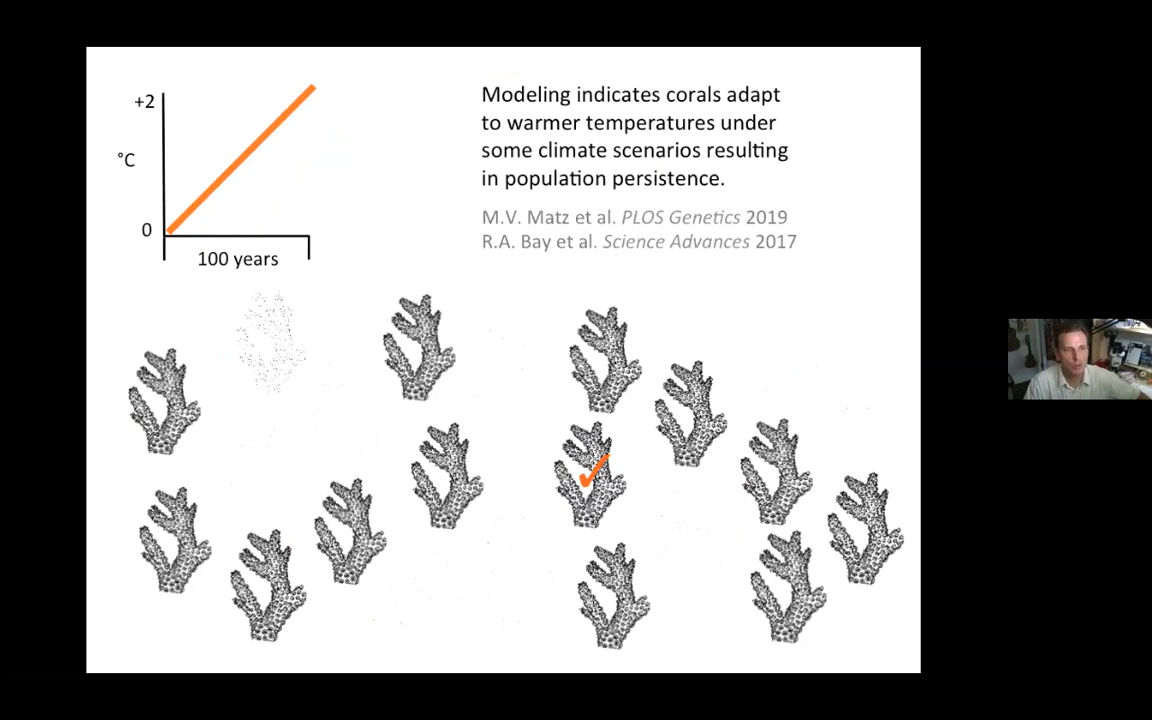 +2
°C
0
100 years
Modeling indicates corals adapt
to warmer temperatures under
some climate scenarios resulting
in population persistence.
M.V. Matz et al. PLOS Genetics 2019
R.A. Bay et al. Science Advances 2017